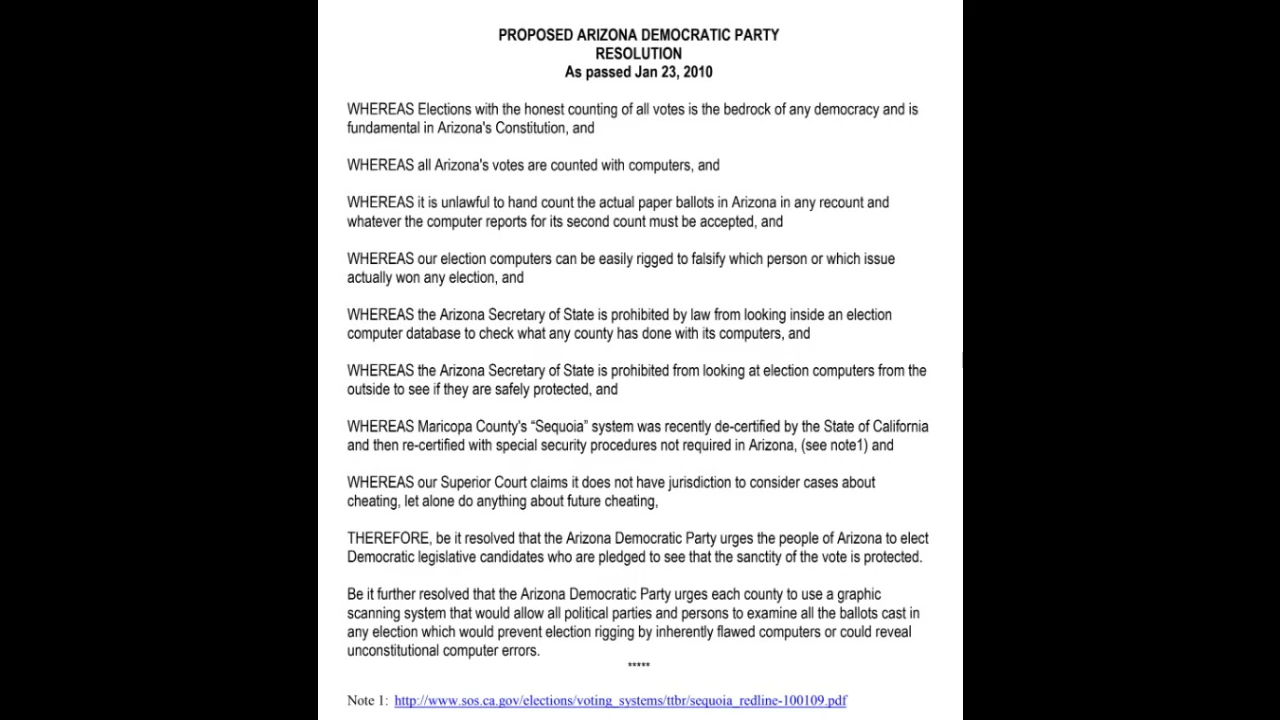 PROPOSED ARIZONA DEMOCRATIC PARTY
RESOLUTION
As passed Jan 23, 2010
WHEREAS Elections with the honest counting of all votes is the bedrock of any democracy and is
fundamental in Arizona's Constitution, and
WHEREAS all Arizona's votes are counted with computers, and
WHEREAS it is unlawful to hand count the actual paper ballots in Arizona in any recount and
whatever the computer reports for its second count must be accepted, and
WHEREAS our election computers can be easily rigged to falsify which person or which issue
actually won any election, and
WHEREAS the Arizona Secretary of State is prohibited by law from looking inside an election
computer database to check what any county has done with its computers, and
WHEREAS the Arizona Secretary of State is prohibited from looking at election computers from the
outside to see if they are safely protected, and
WHEREAS Maricopa County's “Sequoia” system was recently de-certified by the State of California
and then re-certified with special security procedures not required in Arizona, (see note1) and
WHEREAS our Superior Court claims it does not have jurisdiction to consider cases about
cheating, let alone do anything about future cheating,
THEREFORE, be it resolved that the Arizona Democratic Party urges the people of Arizona to elect
Democratic legislative candidates who are pledged to see that the sanctity of the vote is protected.
Be it further resolved that the Arizona Democratic Party urges each county to use a graphic
scanning system that would allow all political parties and persons to examine all the ballots cast in
any election which would prevent election rigging by inherently flawed computers or could reveal
unconstitutional computer errors.
*****
Note 1: http://www.sos.ca.gov/elections/voting_systems/ttbr/sequoia_redline-100109.pdf